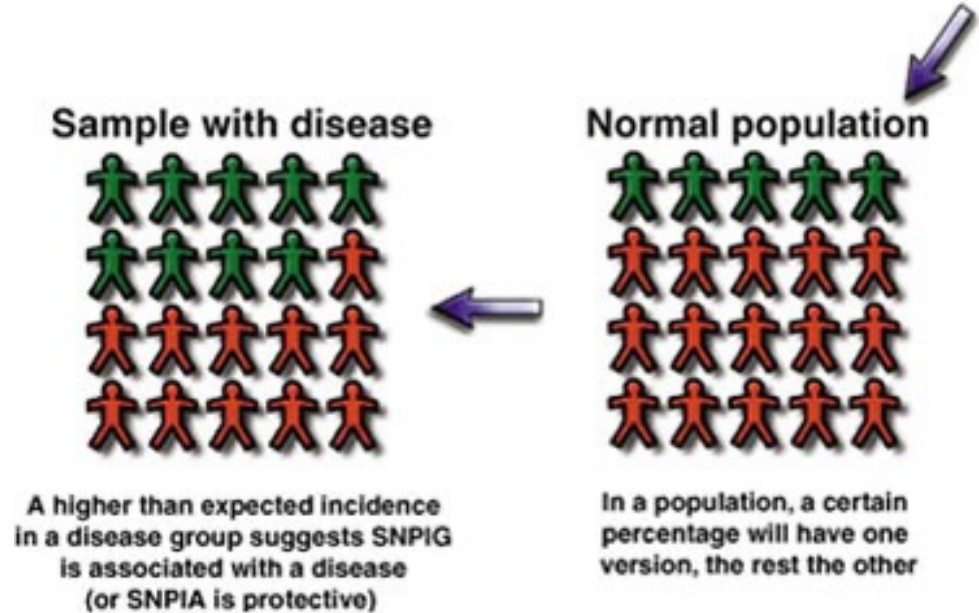 Sample with disease
Normal population
A higher than expected incidence
in a disease group suggests SNPIG
is associated with a disease
(or SNPIA is protective)
In a population, a certain
percentage will have one
version, the rest the other